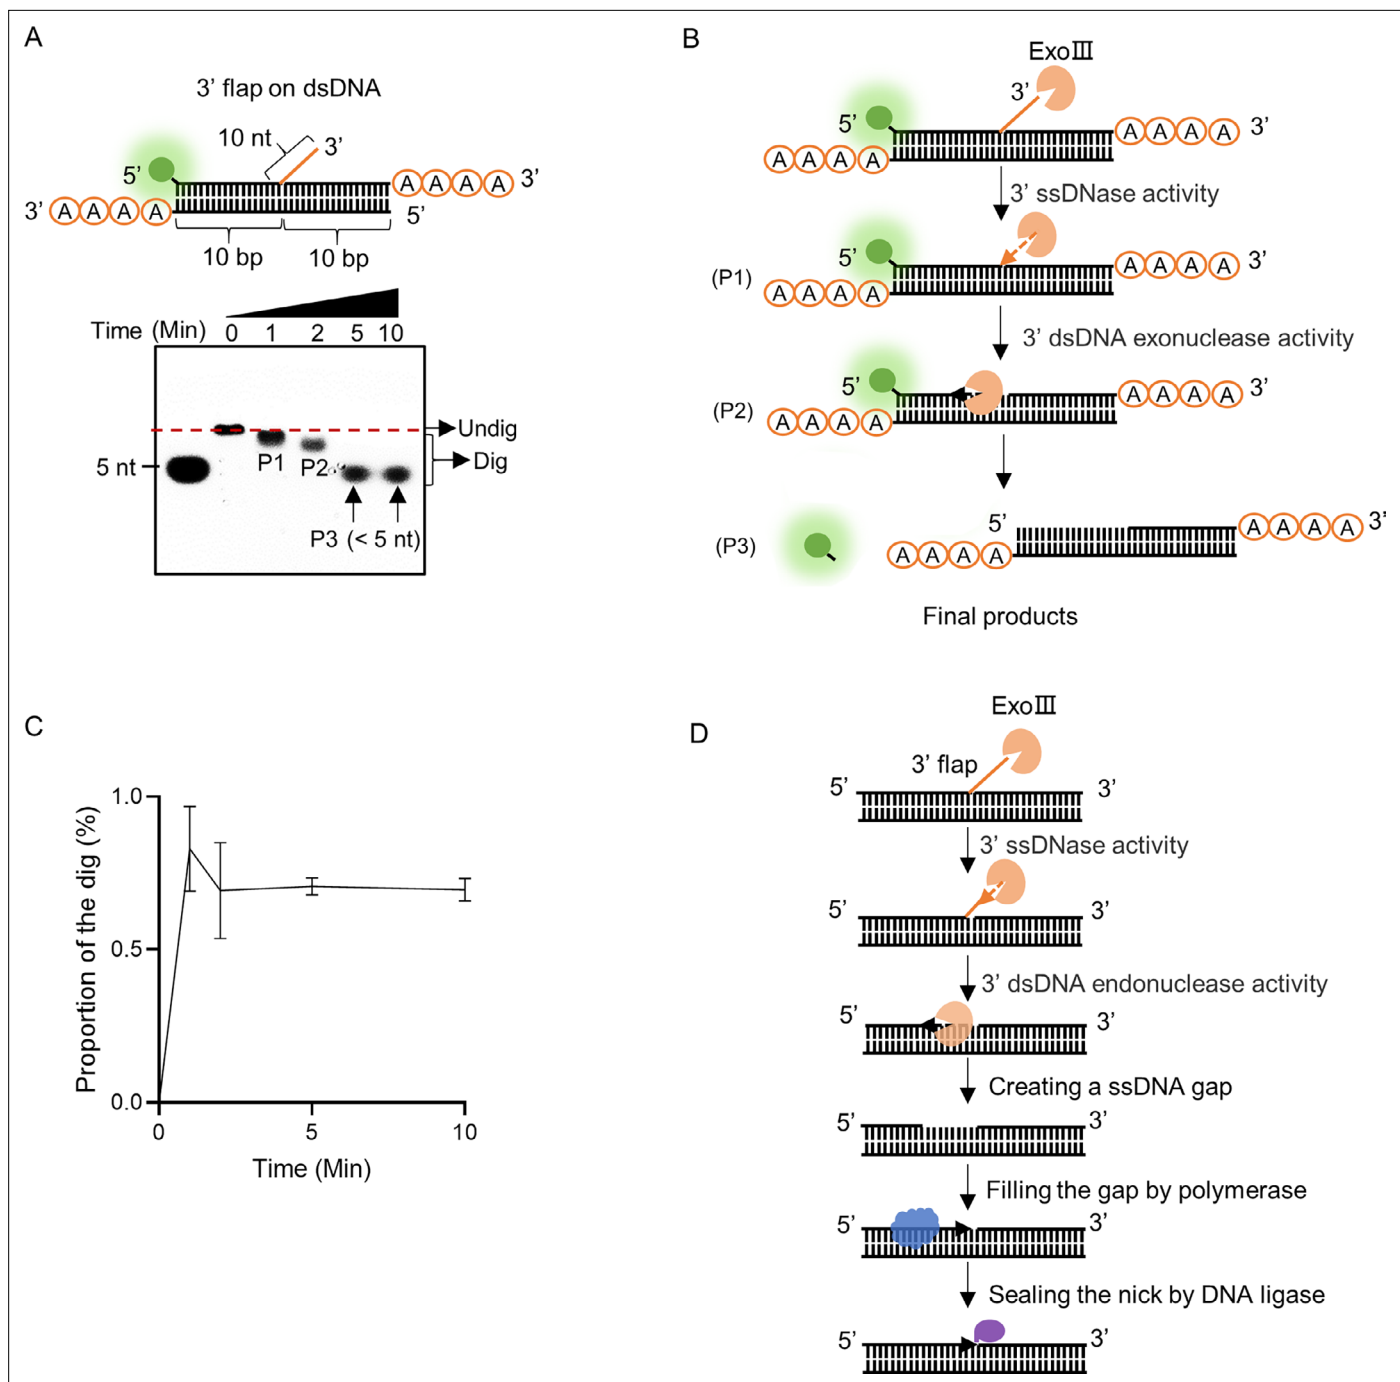 A
3’ flap on dsDNA
10 nt
3’
5’
A A A A 3’
3’ A A A A
5’
10 bp
10 bp
Time (Min) 0 1 2 5 10
Undig
P1 P2
Dig
5 nt
P3 (< 5 nt)
B
ExoⅢ
3’
5’
A A A A 3’
A A A A
3’ ssDNase activity
5’
A A A A 3’
(P1)
A A A A
3’ dsDNA exonuclease activity
5’
A A A A 3’
(P2)
A A A A
5’
A A A A 3’
(P3)
A A A A
Final products
C
Proportion of the dig (%)
1.0
0.5
0.0
0 5 10
Time (Min)
D
ExoⅢ
3’ flap
5’ 3’
3’ ssDNase activity
5’ 3’
3’ dsDNA endonuclease activity
5’ 3’
Creating a ssDNA gap
5’ 3’
Filling the gap by polymerase
5’ 3’
Sealing the nick by DNA ligase
5’ 3’